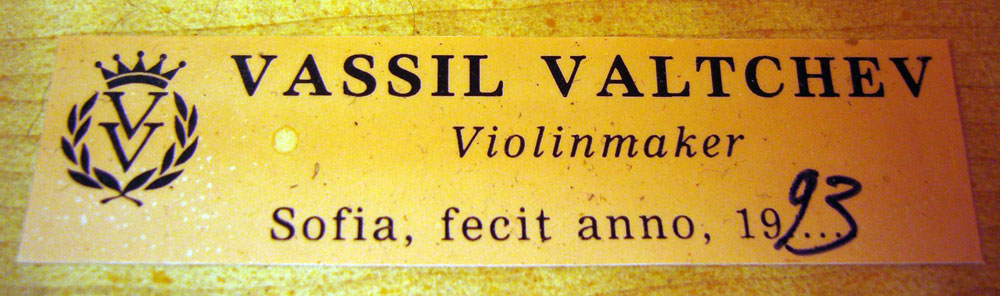 V
V
VASSIL VALTCHEV
Violinmaker
Sofia, fecit anno, 1993